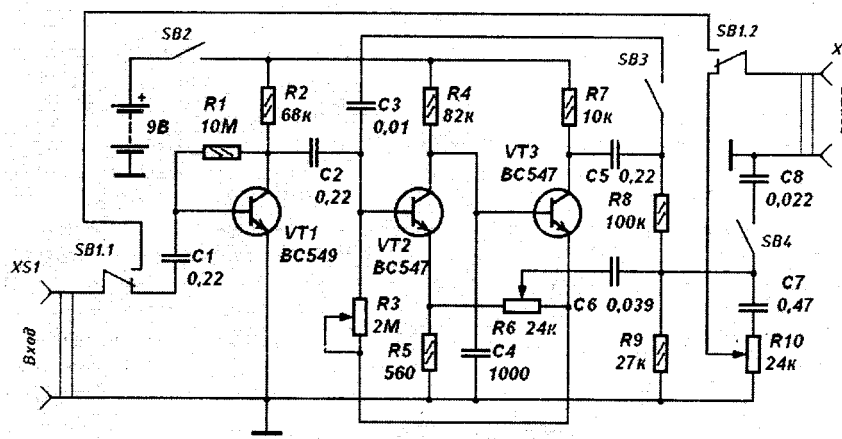 SB2
SB1.2
X
SB3
+
9В
R1
10М
R2
68к
C3
0,01
R4
82к
R7
10к
C2
0,22
VT3
BC547
C5
0,22
R8
100к
C8
0,022
SB4
VT1
BC549
VT2
BC547
SB1.1
XS1
C1
0,22
Вход
R3
2М
R5
560
R6
24к
C4
1000
C6
0,039
R9
27к
C7
0,47
R10
24к